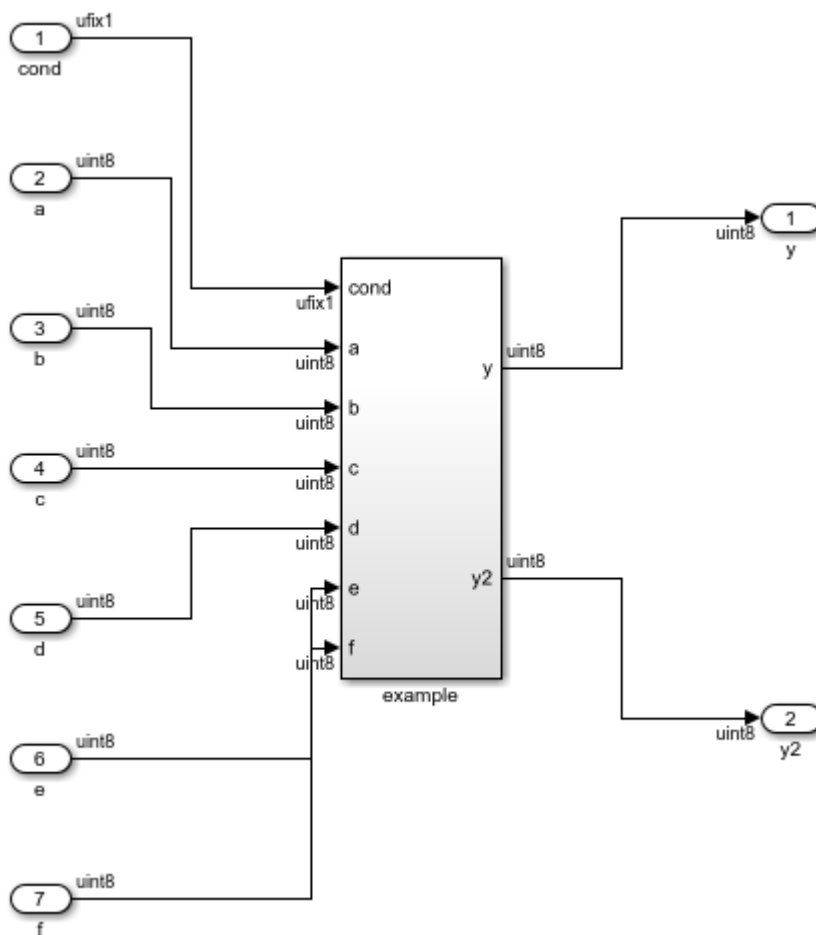 ufix1
1
cond
uint8
2
a
uint8
3
b
uint8
4
c
uint8
5
d
uint8
6
e
uint8
7
f
cond
ufix1
a
uint8
b
uint8
c
uint8
d
uint8
e
uint8
f
uint8
y
uint8
y2
uint8
example
1
uint8
y
2
uint8
y2